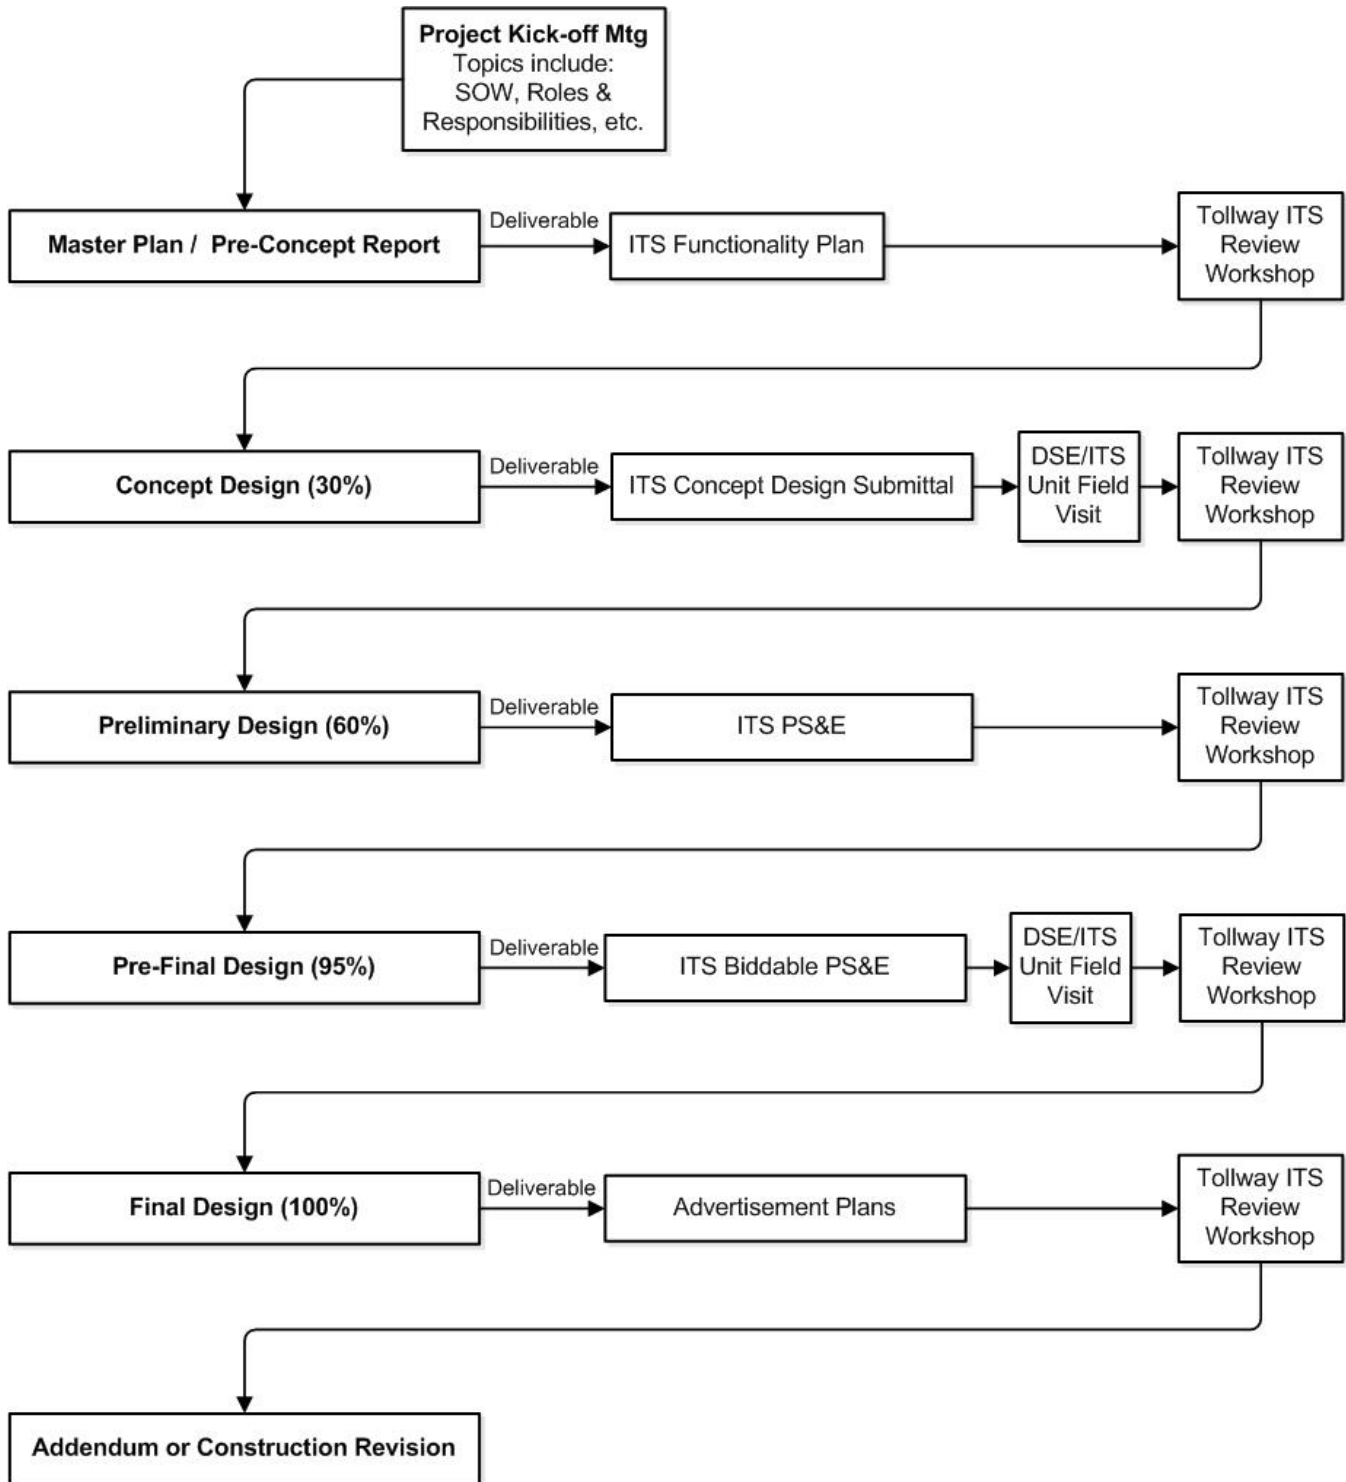 Project Kick-off Mtg
Topics include:
SOW, Roles &
Responsibilities, etc.
Master Plan / Pre-Concept Report
Deliverable
ITS Functionality Plan
Tollway ITS
Review
Workshop
Concept Design (30%)
Deliverable
ITS Concept Design Submittal
DSE/ITS
Unit Field
Visit
Tollway ITS
Review
Workshop
Preliminary Design (60%)
Deliverable
ITS PS&E
Tollway ITS
Review
Workshop
Pre-Final Design (95%)
Deliverable
ITS Biddable PS&E
DSE/ITS
Unit Field
Visit
Tollway ITS
Review
Workshop
Final Design (100%)
Deliverable
Advertisement Plans
Tollway ITS
Review
Workshop
Addendum or Construction Revision